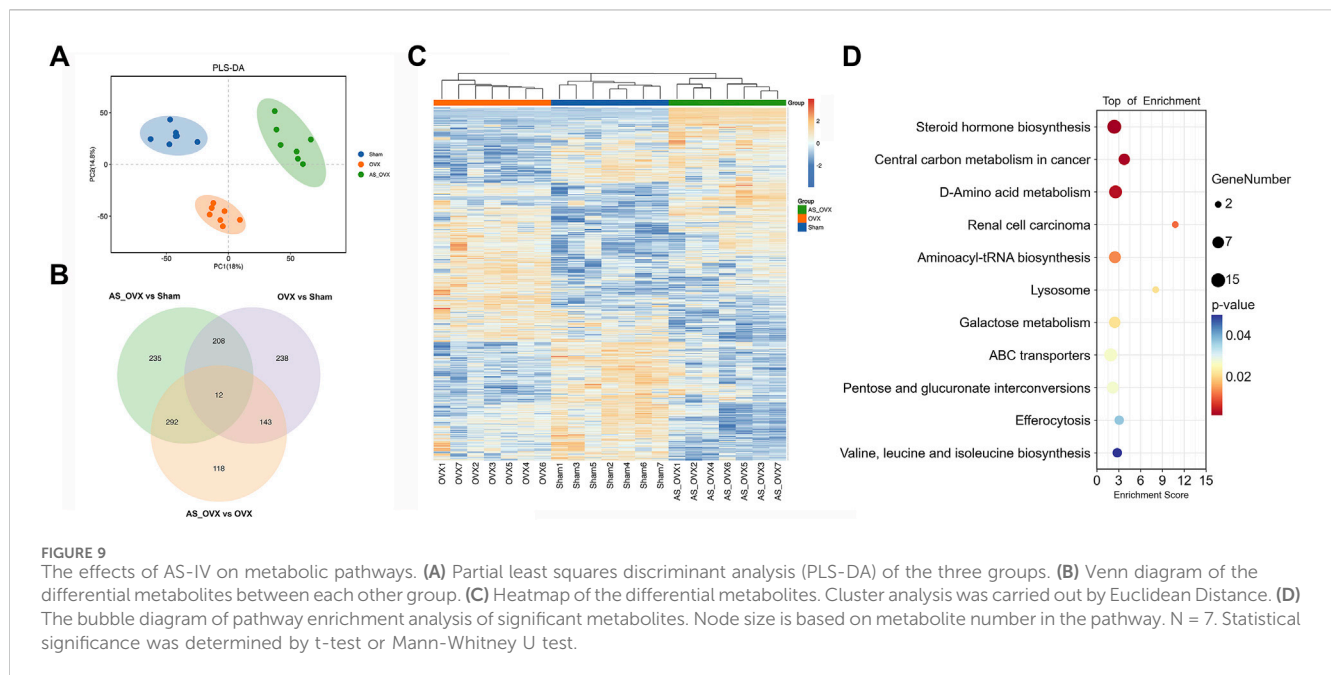 A
PLS-DA
50
0
-50
PC2(14.8%)
-50
0
50
PC1(18%)
Sham
OVX
AS_OVX
B
AS_OVX vs Sham
OVX vs Sham
235
208
238
12
292
143
118
AS_OVX vs OVX
C
Group
2
0
-2
Group
AS_OVX
OVX
Sham
OVX1
OVX7
OVX2
OVX3
OVX5
OVX4
OVX6
Sham1
Sham3
Sham5
Sham2
Sham4
Sham6
Sham7
AS_OVX1
AS_OVX2
AS_OVX4
AS_OVX6
AS_OVX5
AS_OVX3
AS_OVX7
D
Top of Enrichment
Steroid hormone biosynthesis
Central carbon metabolism in cancer
D-Amino acid metabolism
Renal cell carcinoma
Aminoacyl-tRNA biosynthesis
Lysosome
Galactose metabolism
ABC transporters
Pentose and glucuronate interconversions
Efferocytosis
Valine, leucine and isoleucine biosynthesis
0 3 6 9 12 15
Enrichment Score
GeneNumber
2
7
15
p-value
0.04
0.02
FIGURE 9
The effects of AS-IV on metabolic pathways. (A) Partial least squares discriminant analysis (PLS-DA) of the three groups. (B) Venn diagram of the
differential metabolites between each other group. (C) Heatmap of the differential metabolites. Cluster analysis was carried out by Euclidean Distance. (D)
The bubble diagram of pathway enrichment analysis of significant metabolites. Node size is based on metabolite number in the pathway. N = 7. Statistical
significance was determined by t-test or Mann-Whitney U test.